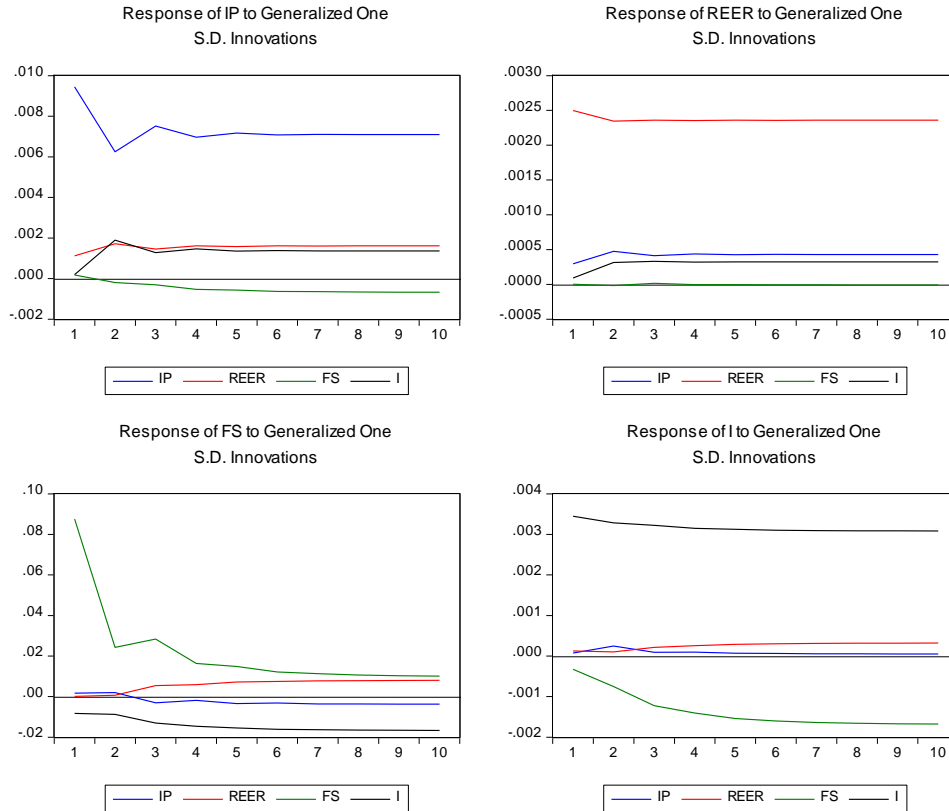 Response of IP to Generalized One
S.D. Innovations
.010
.008
.006
.004
.002
.000
-.002
1 2 3 4 5 6 7 8 9 10
IP REER FS I
Response of REER to Generalized One
S.D. Innovations
.0030
.0025
.0020
.0015
.0010
.0005
.0000
-.0005
1 2 3 4 5 6 7 8 9 10
IP REER FS I
Response of FS to Generalized One
S.D. Innovations
.10
.08
.06
.04
.02
.00
-.02
1 2 3 4 5 6 7 8 9 10
IP REER FS I
Response of I to Generalized One
S.D. Innovations
.004
.003
.002
.001
.000
-.001
-.002
1 2 3 4 5 6 7 8 9 10
IP REER FS I